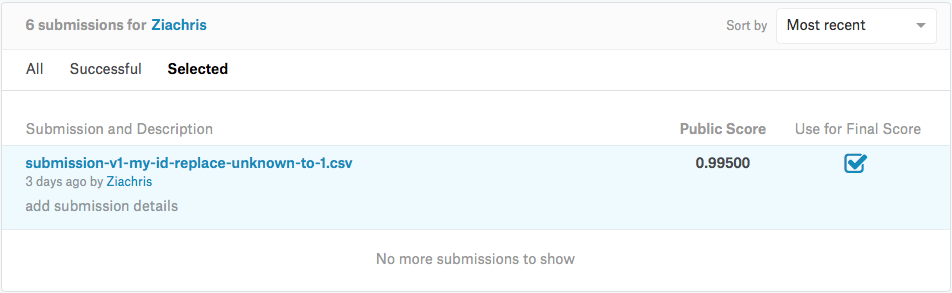 6 submissions for Ziachris
Sort by Most recent
All Successful Selected
Submission and Description Public Score Use for Final Score
submission-v1-my-id-replace-unknown-to-1.csv 0.99500
3 days ago by Ziachris
add submission details
No more submissions to show